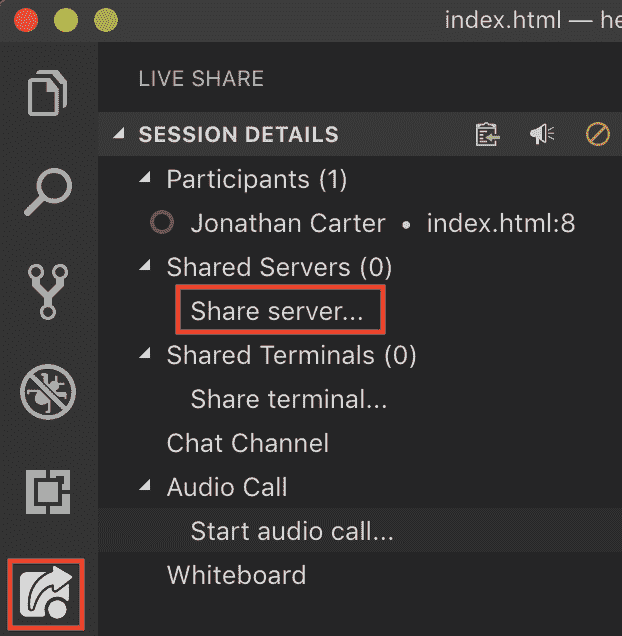 index.html — he
LIVE SHARE
SESSION DETAILS
Participants (1)
Jonathan Carter • index.html:8
Shared Servers (0)
Share server...
Shared Terminals (0)
Share terminal...
Chat Channel
Audio Call
Start audio call...
Whiteboard